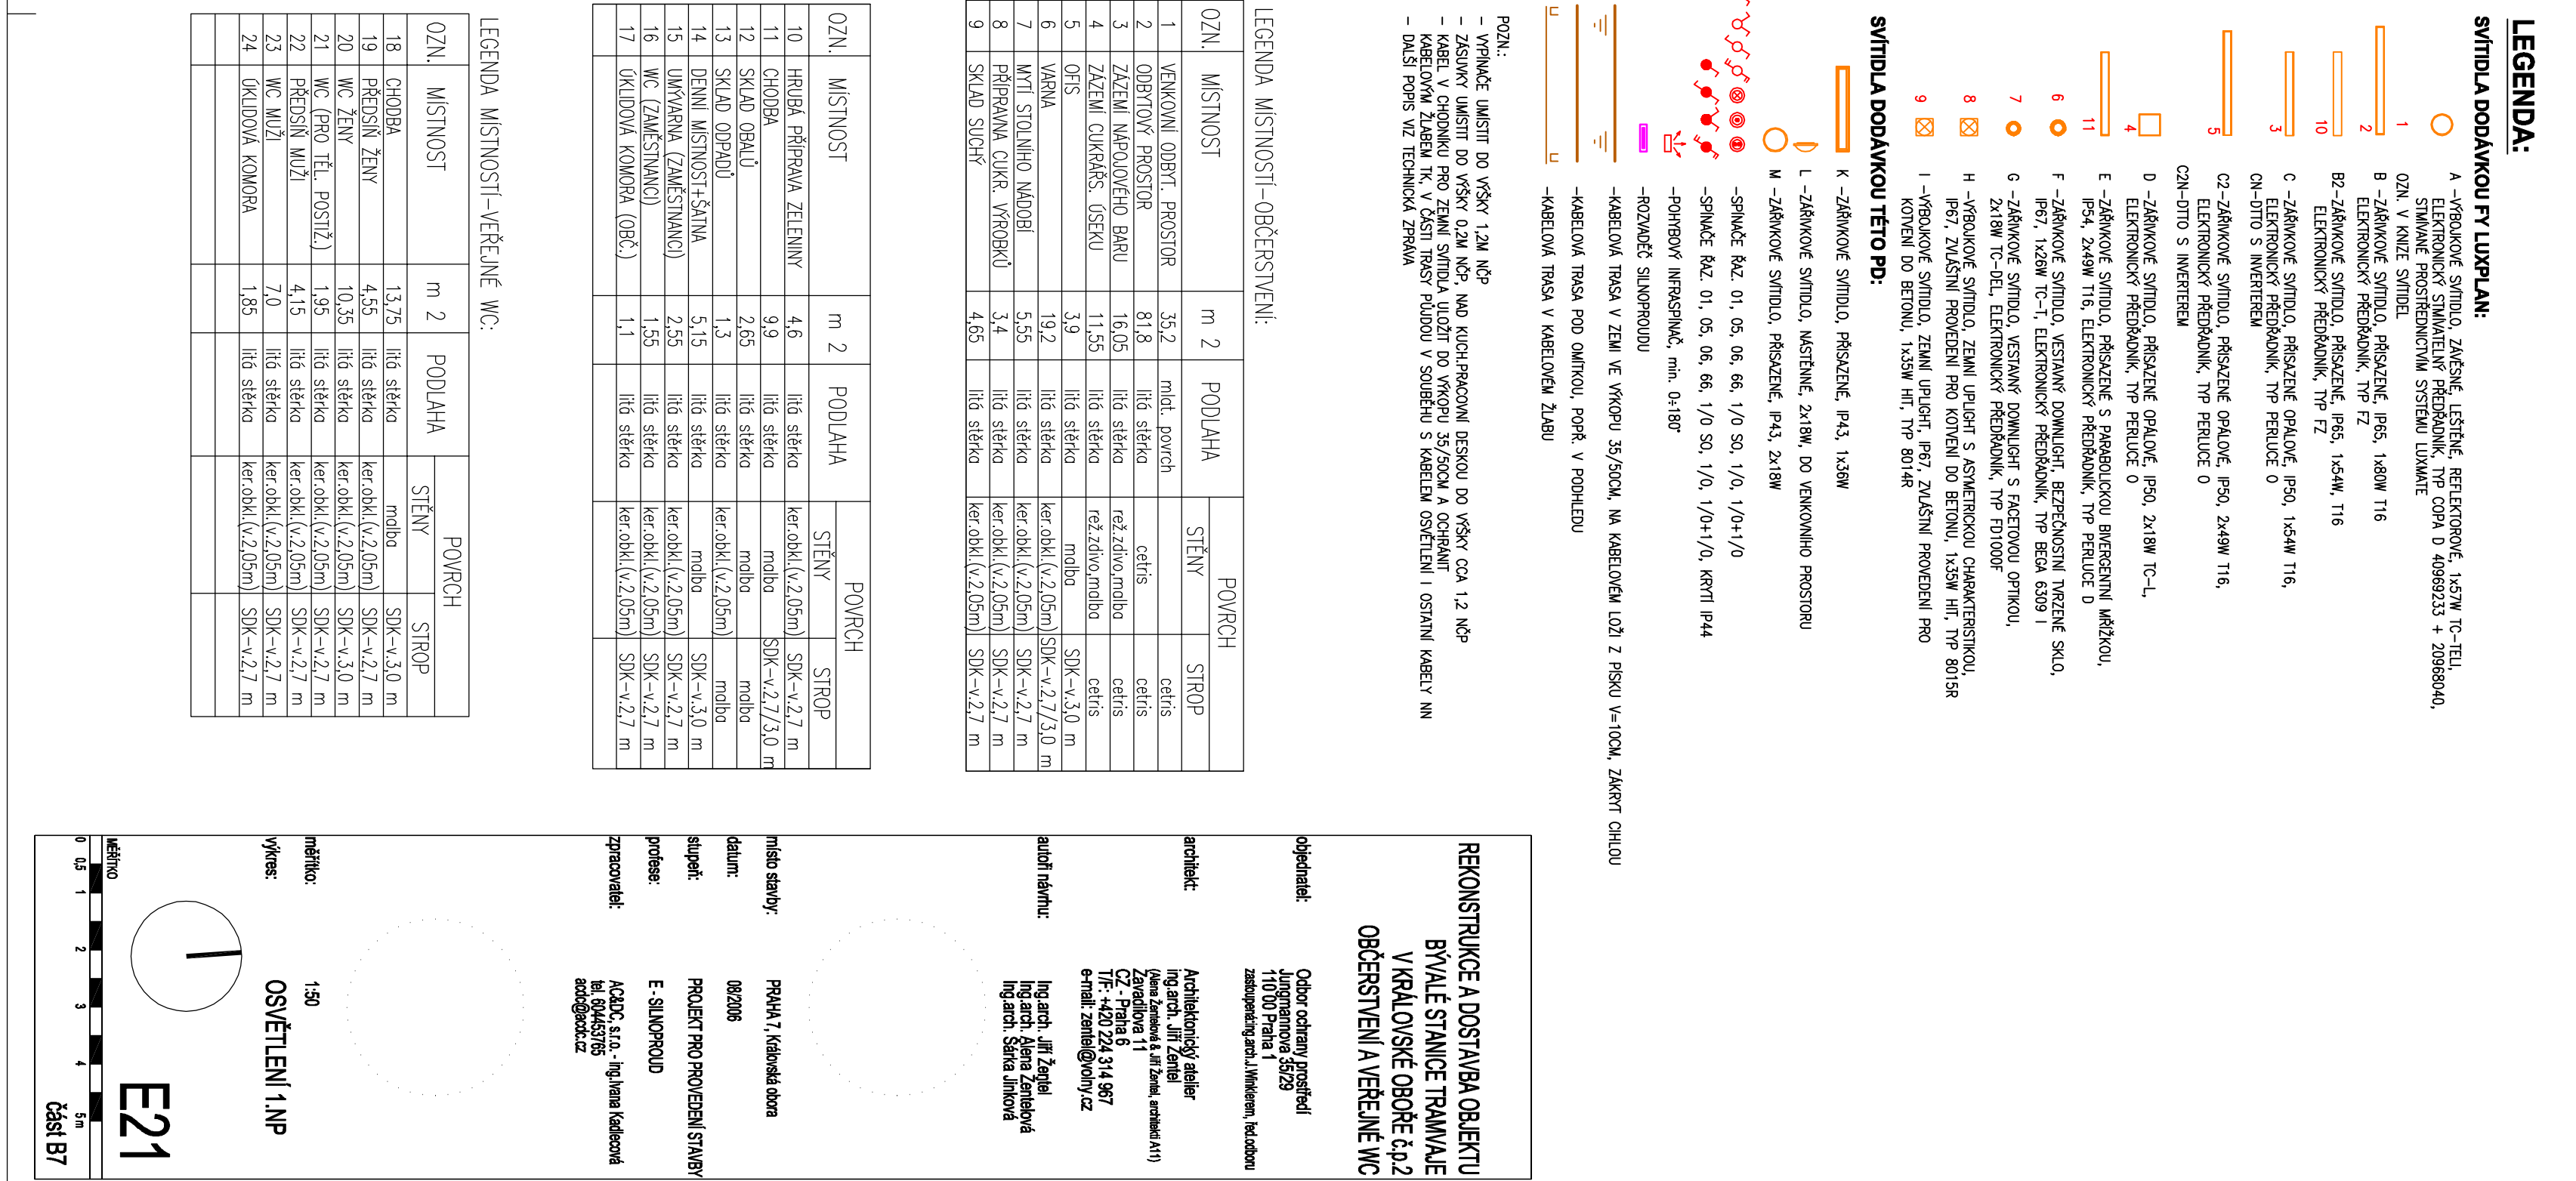 LEGENDA:
SVÍTIDLA DODÁVKOU FY LUXPLAN:
A -VÝBOJKOVÉ SVÍTIDLO, ZÁVĚSNÉ, LEŠTĚNÉ, REFLEKTOROVÉ, 1x57W TC-TELI,
ELEKTRONICKÝ STMÍVATELNÝ PŘEDŘADNÍK, TYP COPA D 40969233 + 20968040,
STMÍVANÉ PROSTŘEDNICTVÍM SYSTÉMU LUXMATE
1 OZN. V KNIZE SVÍTIDEL
2 B -ZÁŘIVKOVÉ SVÍTIDLO, PŘISAZENÉ, IP65, 1x80W T16
ELEKTRONICKÝ PŘEDŘADNÍK, TYP FZ
10 B2-ZÁŘIVKOVÉ SVÍTIDLO, PŘISAZENÉ, IP65, 1x54W, T16
ELEKTRONICKÝ PŘEDŘADNÍK, TYP FZ
3 C -ZÁŘIVKOVÉ SVÍTIDLO, PŘISAZENÉ OPÁLOVÉ, IP50, 1x54W T16,
ELEKTRONICKÝ PŘEDŘADNÍK, TYP PERLUCE O
CN-DTTO S INVERTEREM
5 C2-ZÁŘIVKOVÉ SVÍTIDLO, PŘISAZENÉ OPÁLOVÉ, IP50, 2x49W T16,
ELEKTRONICKÝ PŘEDŘADNÍK, TYP PERLUCE O
C2N-DTTO S INVERTEREM
4 D -ZÁŘIVKOVÉ SVÍTIDLO, PŘISAZENÉ OPÁLOVÉ, IP50, 2x18W TC-L,
ELEKTRONICKÝ PŘEDŘADNÍK, TYP PERLUCE O
11 E -ZÁŘIVKOVÉ SVÍTIDLO, PŘISAZENÉ S PARABOLICKOU BIVERGENTNÍ MŘÍŽKOU,
IP54, 2x49W T16, ELEKTRONICKÝ PŘEDŘADNÍK, TYP PERLUCE D
6 F -ZÁŘIVKOVÉ SVÍTIDLO, VESTAVNÝ DOWNLIGHT, BEZPEČNOSTNÍ TVRZENÉ SKLO,
IP67, 1x26W TC-T, ELEKTRONICKÝ PŘEDŘADNÍK, TYP BEGA 6309 I
7 G -ZÁŘIVKOVÉ SVÍTIDLO, VESTAVNÝ DOWNLIGHT S FACETOVOU OPTIKOU,
2x18W TC-DEL, ELEKTRONICKÝ PŘEDŘADNÍK, TYP FD1000F
8 H -VÝBOJKOVÉ SVÍTIDLO, ZEMNÍ UPLIGHT S ASYMETRICKOU CHARAKTERISTIKOU,
IP67, ZVLÁŠTNÍ PROVEDENÍ PRO KOTVENÍ DO BETONU, 1x35W HIT, TYP 8015R
9 I -VÝBOJKOVÉ SVÍTIDLO, ZEMNÍ UPLIGHT, IP67, ZVLÁŠTNÍ PROVEDENÍ PRO
KOTVENÍ DO BETONU, 1x35W HIT, TYP 8014R
SVÍTIDLA DODÁVKOU TÉTO PD:
K -ZÁŘIVKOVÉ SVÍTIDLO, PŘISAZENÉ, IP43, 1x36W
L -ZÁŘIVKOVÉ SVÍTIDLO, NÁSTĚNNÉ, 2x18W, DO VENKOVNÍHO PROSTORU
M -ZÁŘIVKOVÉ SVÍTIDLO, PŘISAZENÉ, IP43, 2x18W
-SPÍNAČE ŘAZ. 01, 05, 06, 66, 1/0 SO, 1/0, 1/0+1/0
-SPÍNAČE ŘAZ. 01, 05, 06, 66, 1/0 SO, 1/0, 1/0+1/0, KRYTÍ IP44
-POHYBOVÝ INFRASPÍNAČ, min. 0÷180°
-ROZVADĚČ SILNOPROUDU
-KABELOVÁ TRASA V ZEMI VE VÝKOPU 35/50CM, NA KABELOVÉM LOŽI Z PÍSKU V=10CM, ZÁKRYT CIHLOU
-KABELOVÁ TRASA POD OMÍTKOU, POPŘ. V PODHLEDU
-KABELOVÁ TRASA V KABELOVÉM ŽLABU
POZN.:
- VYPÍNAČE UMÍSTIT DO VÝŠKY 1,2M NČP
- ZÁSUVKY UMÍSTIT DO VÝŠKY 0,2M NČP, NAD KUCH.PRACOVNÍ DESKOU DO VÝŠKY CCA 1,2 NČP
- KABEL V CHODNÍKU PRO ZEMNÍ SVÍTIDLA ULOŽIT DO VÝKOPU 35/50CM A OCHRÁNIT
KABELOVÝM ŽLABEM TK, V ČÁSTI TRASY PŮJDOU V SOUBĚHU S KABELEM OSVĚTLENÍ I OSTATNÍ KABELY NN
- DALŠÍ POPIS VIZ TECHNICKÁ ZPRÁVA
LEGENDA MÍSTNOSTÍ-OBČERSTVENÍ:
OZN. MÍSTNOST m 2 PODLAHA POVRCH
STĚNY STROP
1 VENKOVNÍ ODBYT. PROSTOR 35,2 mlat. povrch cetris
2 ODBYTOVÝ PROSTOR 81,8 litá stěrka cetris cetris
3 ZÁZEMÍ NÁPOJOVÉHO BARU 16,05 litá stěrka rež.zdivo,malba cetris
4 ZÁZEMÍ CUKRÁŘS. ÚSEKU 11,55 litá stěrka rež.zdivo,malba cetris
5 OFIS 3,9 litá stěrka malba SDK-v.3,0 m
6 VARNA 19,2 litá stěrka ker.obkl.(v.2,05m) SDK-v.2,7/3,0 m
7 MYTÍ STOLNÍHO NÁDOBÍ 5,55 litá stěrka ker.obkl.(v.2,05m) SDK-v.2,7 m
8 PŘÍPRAVNA CUKR. VÝROBKŮ 3,4 litá stěrka ker.obkl.(v.2,05m) SDK-v.2,7 m
9 SKLAD SUCHÝ 4,65 litá stěrka ker.obkl.(v.2,05m) SDK-v.2,7 m
OZN. MÍSTNOST m 2 PODLAHA POVRCH
STĚNY STROP
10 HRUBÁ PŘÍPRAVA ZELENINY 4,6 litá stěrka ker.obkl.(v.2,05m) SDK-v.2,7 m
11 CHODBA 9,9 litá stěrka malba SDK-v.2,7/3,0 m
12 SKLAD OBALŮ 2,65 litá stěrka malba malba
13 SKLAD ODPADŮ 1,3 litá stěrka ker.obkl.(v.2,05m) malba
14 DENNÍ MÍSTNOST+ŠATNA 5,15 litá stěrka malba SDK-v.3,0 m
15 UMÝVARNA (ZAMĚSTNANCI) 2,55 litá stěrka ker.obkl.(v.2,05m) SDK-v.2,7 m
16 WC (ZAMĚSTNANCI) 1,55 litá stěrka ker.obkl.(v.2,05m) SDK-v.2,7 m
17 ÚKLIDOVÁ KOMORA (OBČ.) 1,1 litá stěrka ker.obkl.(v.2,05m) SDK-v.2,7 m
LEGENDA MÍSTNOSTÍ-VEŘEJNÉ WC:
OZN. MÍSTNOST m 2 PODLAHA POVRCH
STĚNY STROP
18 CHODBA 13,75 litá stěrka malba SDK-v.3,0 m
19 PŘEDSÍŇ ŽENY 4,55 litá stěrka ker.obkl.(v.2,05m) SDK-v.2,7 m
20 WC ŽENY 10,35 litá stěrka ker.obkl.(v.2,05m) SDK-v.3,0 m
21 WC (PRO TĚL. POSTIŽ.) 1,95 litá stěrka ker.obkl.(v.2,05m) SDK-v.2,7 m
22 PŘEDSÍŇ MUŽI 4,15 litá stěrka ker.obkl.(v.2,05m) SDK-v.2,7 m
23 WC MUŽI 7,0 litá stěrka ker.obkl.(v.2,05m) SDK-v.2,7 m
24 ÚKLIDOVÁ KOMORA 1,85 litá stěrka ker.obkl.(v.2,05m) SDK-v.2,7 m
REKONSTRUKCE A DOSTAVBA OBJEKTU
BÝVALÉ STANICE TRAMVAJE
V KRÁLOVSKÉ OBOŘE č.p.2
OBČERSTVENÍ A VEŘEJNÉ WC
objednatel: Odbor ochrany prostředí
Jungmannova 35/29
110 00 Praha 1
zastoupená:ing.arch.J.Winklerem, řed.odboru
architekt: Architektonický atelier
ing.arch. Jiří Žentel
(Alena Žentelová & Jiří Žentel, architekti A11)
Zavadilova 11
CZ - Praha 6
T/F: +420 224 314 967
e-mail: zentel@volny.cz
autoři návrhu: Ing.arch. Jiří Žentel
Ing.arch. Alena Žentelová
Ing.arch. Šárka Jinková
místo stavby: PRAHA 7, Královská obora
datum: 08/2006
stupeň: PROJEKT PRO PROVEDENÍ STAVBY
profese: E - SILNOPROUD
zpracovatel: AC&DC, s.r.o. - ing.Ivana Kadlecová
tel. 604453765
acdc@acdc.cz
měřítko: 1:50
výkres: OSVĚTLENÍ 1.NP
E21
MĚŘÍTKO
0 0,5 1 2 3 4 5m
část B7